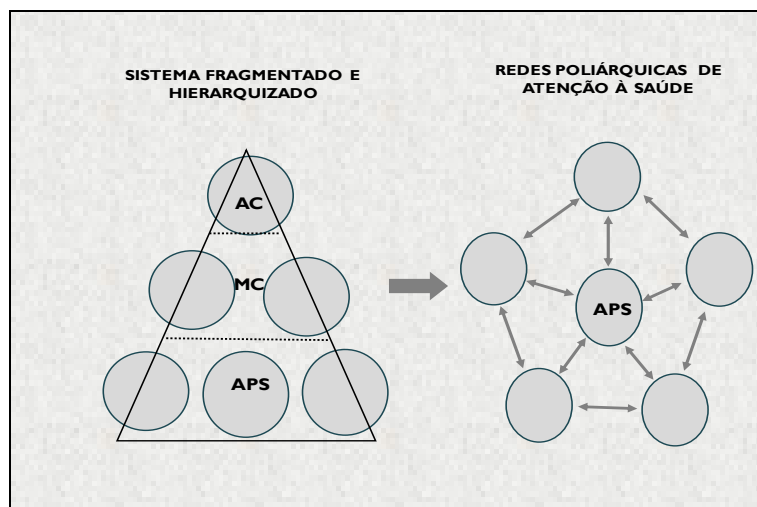 SISTEMA FRAGMENTADO E
HIERARQUIZADO
REDES POLIÁRQUICAS DE
ATENÇÃO À SAÚDE
AC
MC
APS
APS